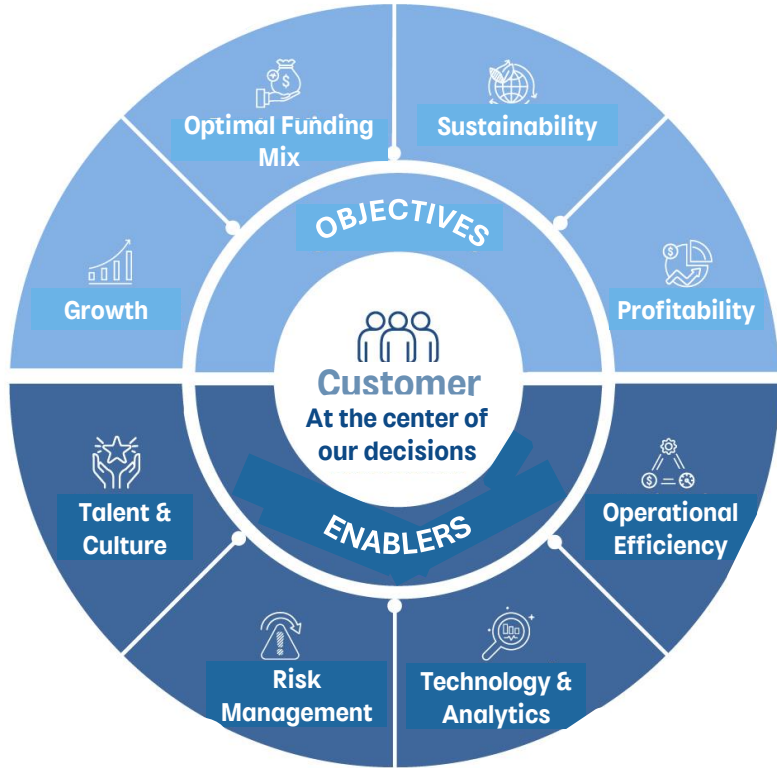 Optimal Funding
Mix
Sustainability
OBJECTIVES
Growth
Profitability
Customer
At the center of
our decisions
Talent &
Culture
Operational
Efficiency
ENABLERS
Risk
Management
Technology &
Analytics